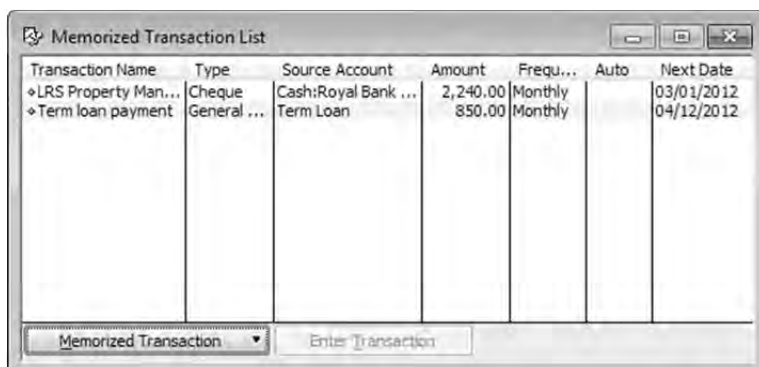 Memorized Transaction List
Transaction Name Type Source Account Amount Frequ... Auto Next Date
LRS Property Man... Cheque Cash:Royal Bank ... 2,240.00 Monthly 03/01/2012
Term loan payment General ... Term Loan 850.00 Monthly 04/12/2012
Memorized Transaction Enter Transaction